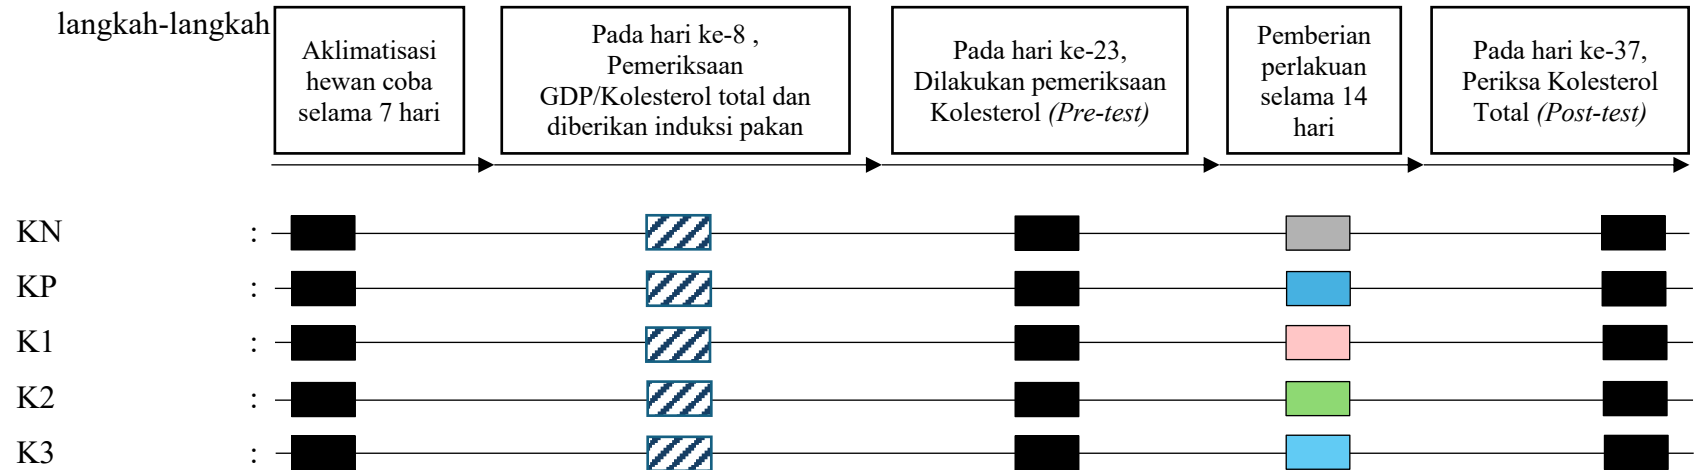 langkah-langkah
Aklimatisasi
hewan coba
selama 7 hari
Pada hari ke-8 ,
Pemeriksaan
GDP/Kolesterol total dan
diberikan induksi pakan
Pada hari ke-23,
Dilakukan pemeriksaan
Kolesterol (Pre-test)
Pemberian
perlakuan
selama 14
hari
Pada hari ke-37,
Periksa Kolesterol
Total (Post-test)
KN :
KP :
K1 :
K2 :
K3 :